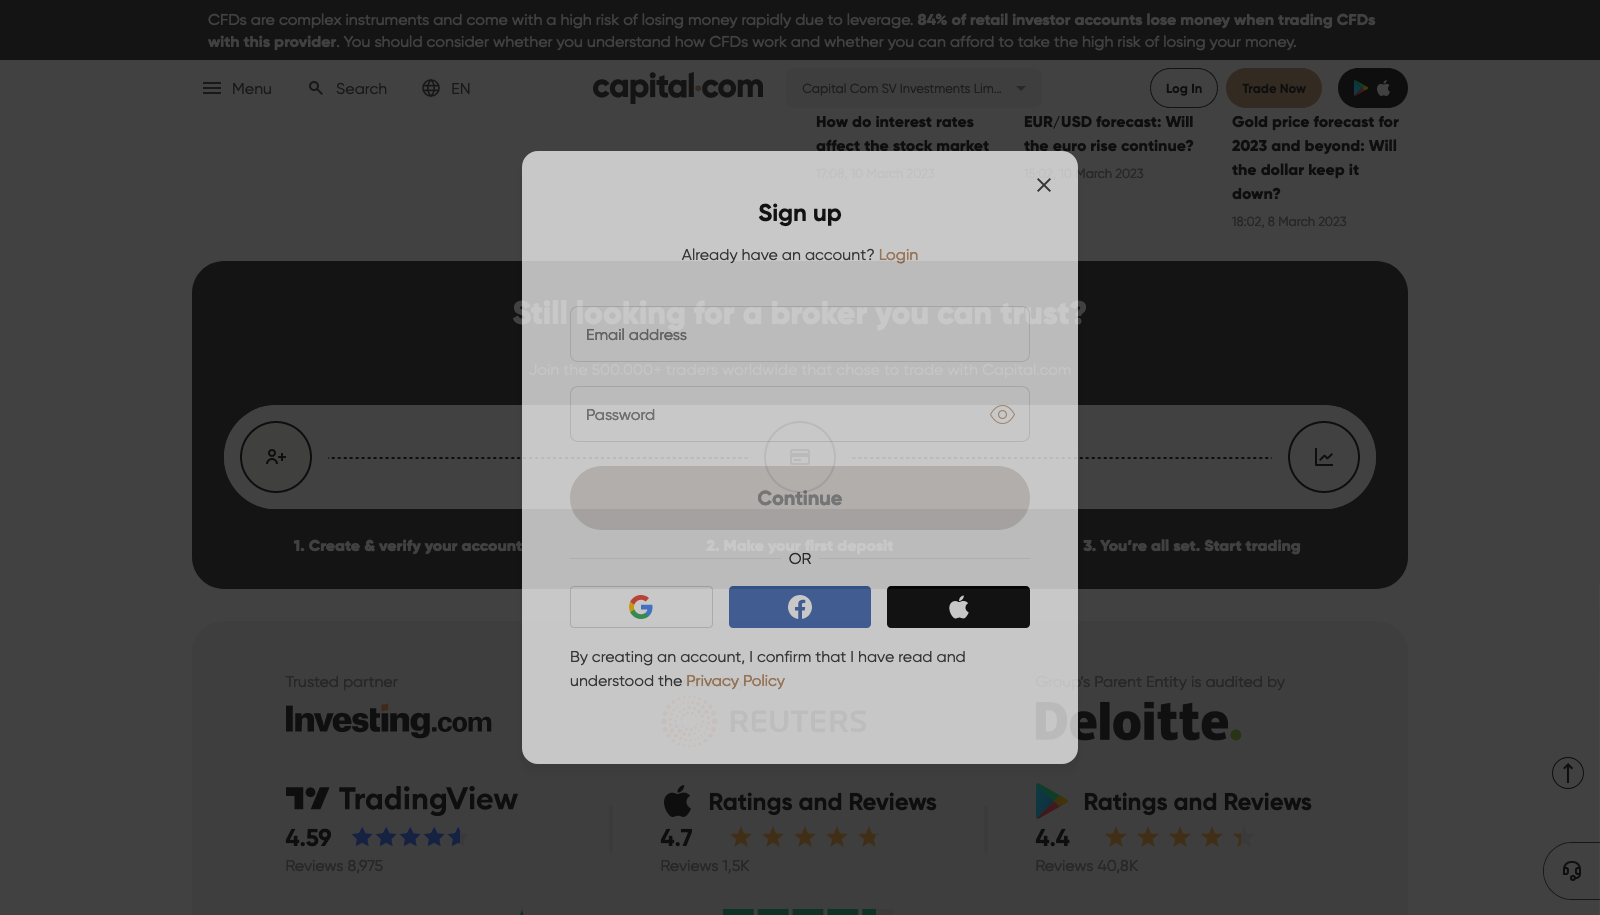 CFDs are complex instruments and come with a high risk of losing money rapidly due to leverage. 84% of retail investor accounts lose money when trading CFDs
with this provider. You should consider whether you understand how CFDs work and whether you can afford to take the high risk of losing your money.
Menu
Search
EN
capital.com
Capital Com SV Investments Lim...
Log In
Trade Now
How do interest rates
affect the stock market
17:08, 10 March 2023
EUR/USD forecast: Will
the euro rise continue?
10 March 2023
Gold price forecast for
2023 and beyond: Will
the dollar keep it
down?
18:02, 8 March 2023
Sign up
Already have an account? Login
Still looking for a broker you can trust?
Email address
Join the 500.000+ traders worldwide that chose to trade with Capital.com
Password
Continue
1. Create & verify your account
2. Make your first deposit
3. You're all set. Start trading
OR
By creating an account, I confirm that I have read and
understood the Privacy Policy
Trusted partner
Investing.com
REUTERS
Group's Parent Entity is audited by
Deloitte.
TradingView
4.59
Reviews 8,975
Ratings and Reviews
4.7
Reviews 1,5K
Ratings and Reviews
4.4
Reviews 40,8K